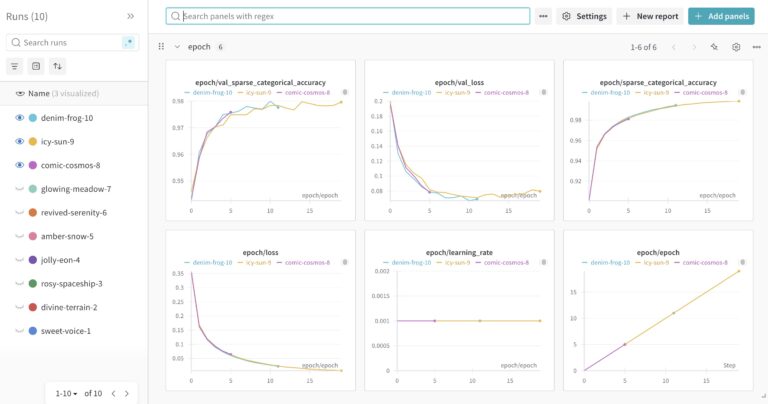 Runs (10)
Search runs
.*
Name (3 visualized)
denim-frog-10
icy-sun-9
comic-cosmos-8
glowing-meadow-7
revived-serenity-6
amber-snow-5
jolly-eon-4
rosy-spaceship-3
divine-terrain-2
sweet-voice-1
1-10 of 10
Search panels with regex
Settings
New report
Add panels
epoch 6
1-6 of 6
epoch/val_sparse_categorical_accuracy
denim-frog-10 icy-sun-9 comic-cosmos-8
0.98
0.97
0.96
0.95
epoch/epoch
0 5 10 15
epoch/val_loss
denim-frog-10 icy-sun-9 comic-cosmos-8
0.2
0.18
0.16
0.14
0.12
0.10
0.08
epoch/epoch
0 5 10 15
epoch/sparse_categorical_accuracy
denim-frog-10 icy-sun-9 comic-cosmos-8
0.98
0.96
0.94
0.92
epoch/epoch
0 5 10 15
epoch/loss
denim-frog-10 icy-sun-9 comic-cosmos-8
0.35
0.3
0.25
0.2
0.15
0.1
0.05
epoch/epoch
0 5 10 15
epoch/learning_rate
denim-frog-10 icy-sun-9 comic-cosmos-8
0.002
0.0015
0.001
0.0005
0
epoch/epoch
0 5 10 15
epoch/epoch
denim-frog-10 icy-sun-9 comic-cosmos-8
15
10
5
0
Step
0 5 10 15